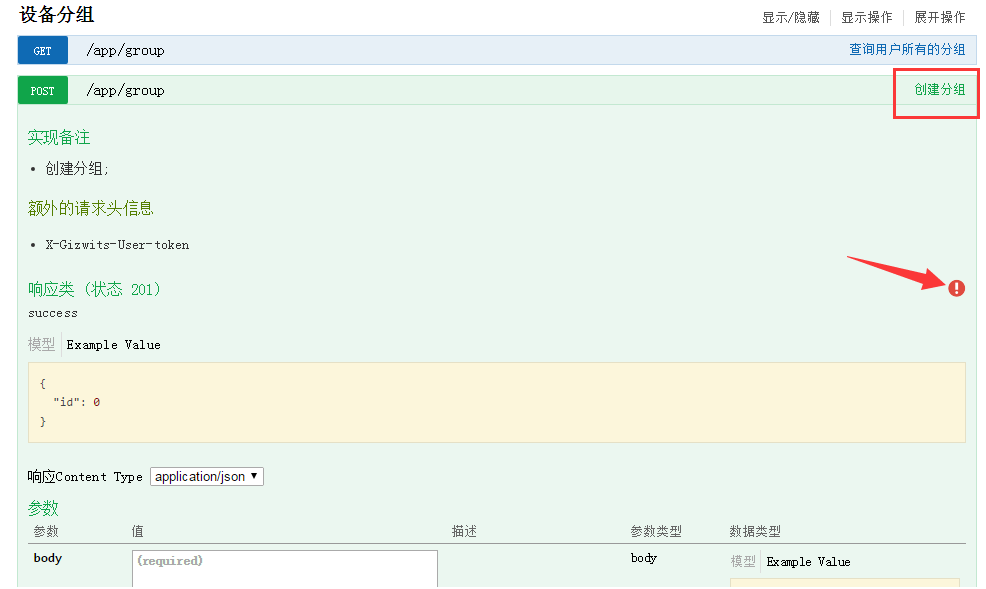 设备分组
显示/隐藏 显示操作 展开操作
GET /app/group 查询用户所有的分组
POST /app/group 创建分组
实现备注
• 创建分组;
额外的请求头信息
• X-Gizwits-User-token
响应类 (状态 201)
success
模型 Example Value
{
"id": 0
}
响应Content Type application/json
参数
参数 值 描述 参数类型 数据类型
body (required) body 模型 Example Value